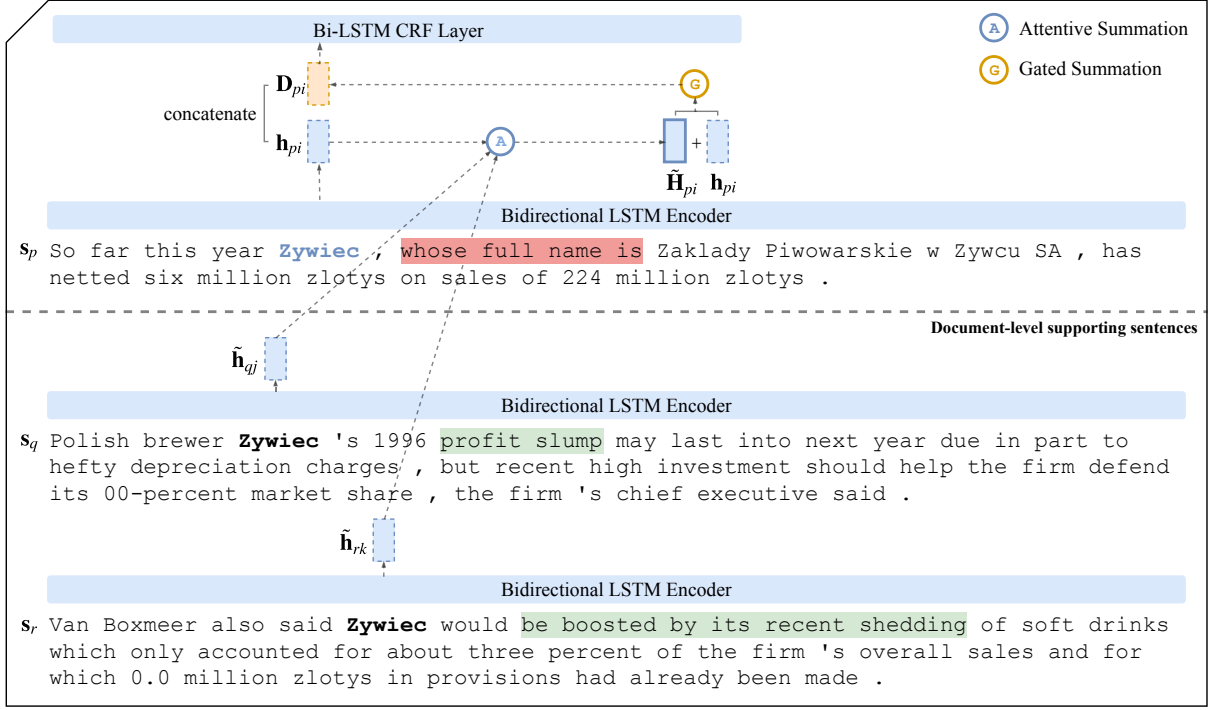 Bi-LSTM CRF Layer
A Attentive Summation
G Gated Summation
D_pi
G
concatenate
h_pi
A
+
H̃_pi h_pi
Bidirectional LSTM Encoder
s_p So far this year Zywiec , whose full name is Zaklady Piwowarskie w Zywcu SA , has
netted six million zlotys on sales of 224 million zlotys .
Document-level supporting sentences
h̃_qj
Bidirectional LSTM Encoder
s_q Polish brewer Zywiec 's 1996 profit slump may last into next year due in part to
hefty depreciation charges , but recent high investment should help the firm defend
its 00-percent market share , the firm 's chief executive said .
h̃_rk
Bidirectional LSTM Encoder
s_r Van Boxmeer also said Zywiec would be boosted by its recent shedding of soft drinks
which only accounted for about three percent of the firm 's overall sales and for
which 0.0 million zlotys in provisions had already been made .